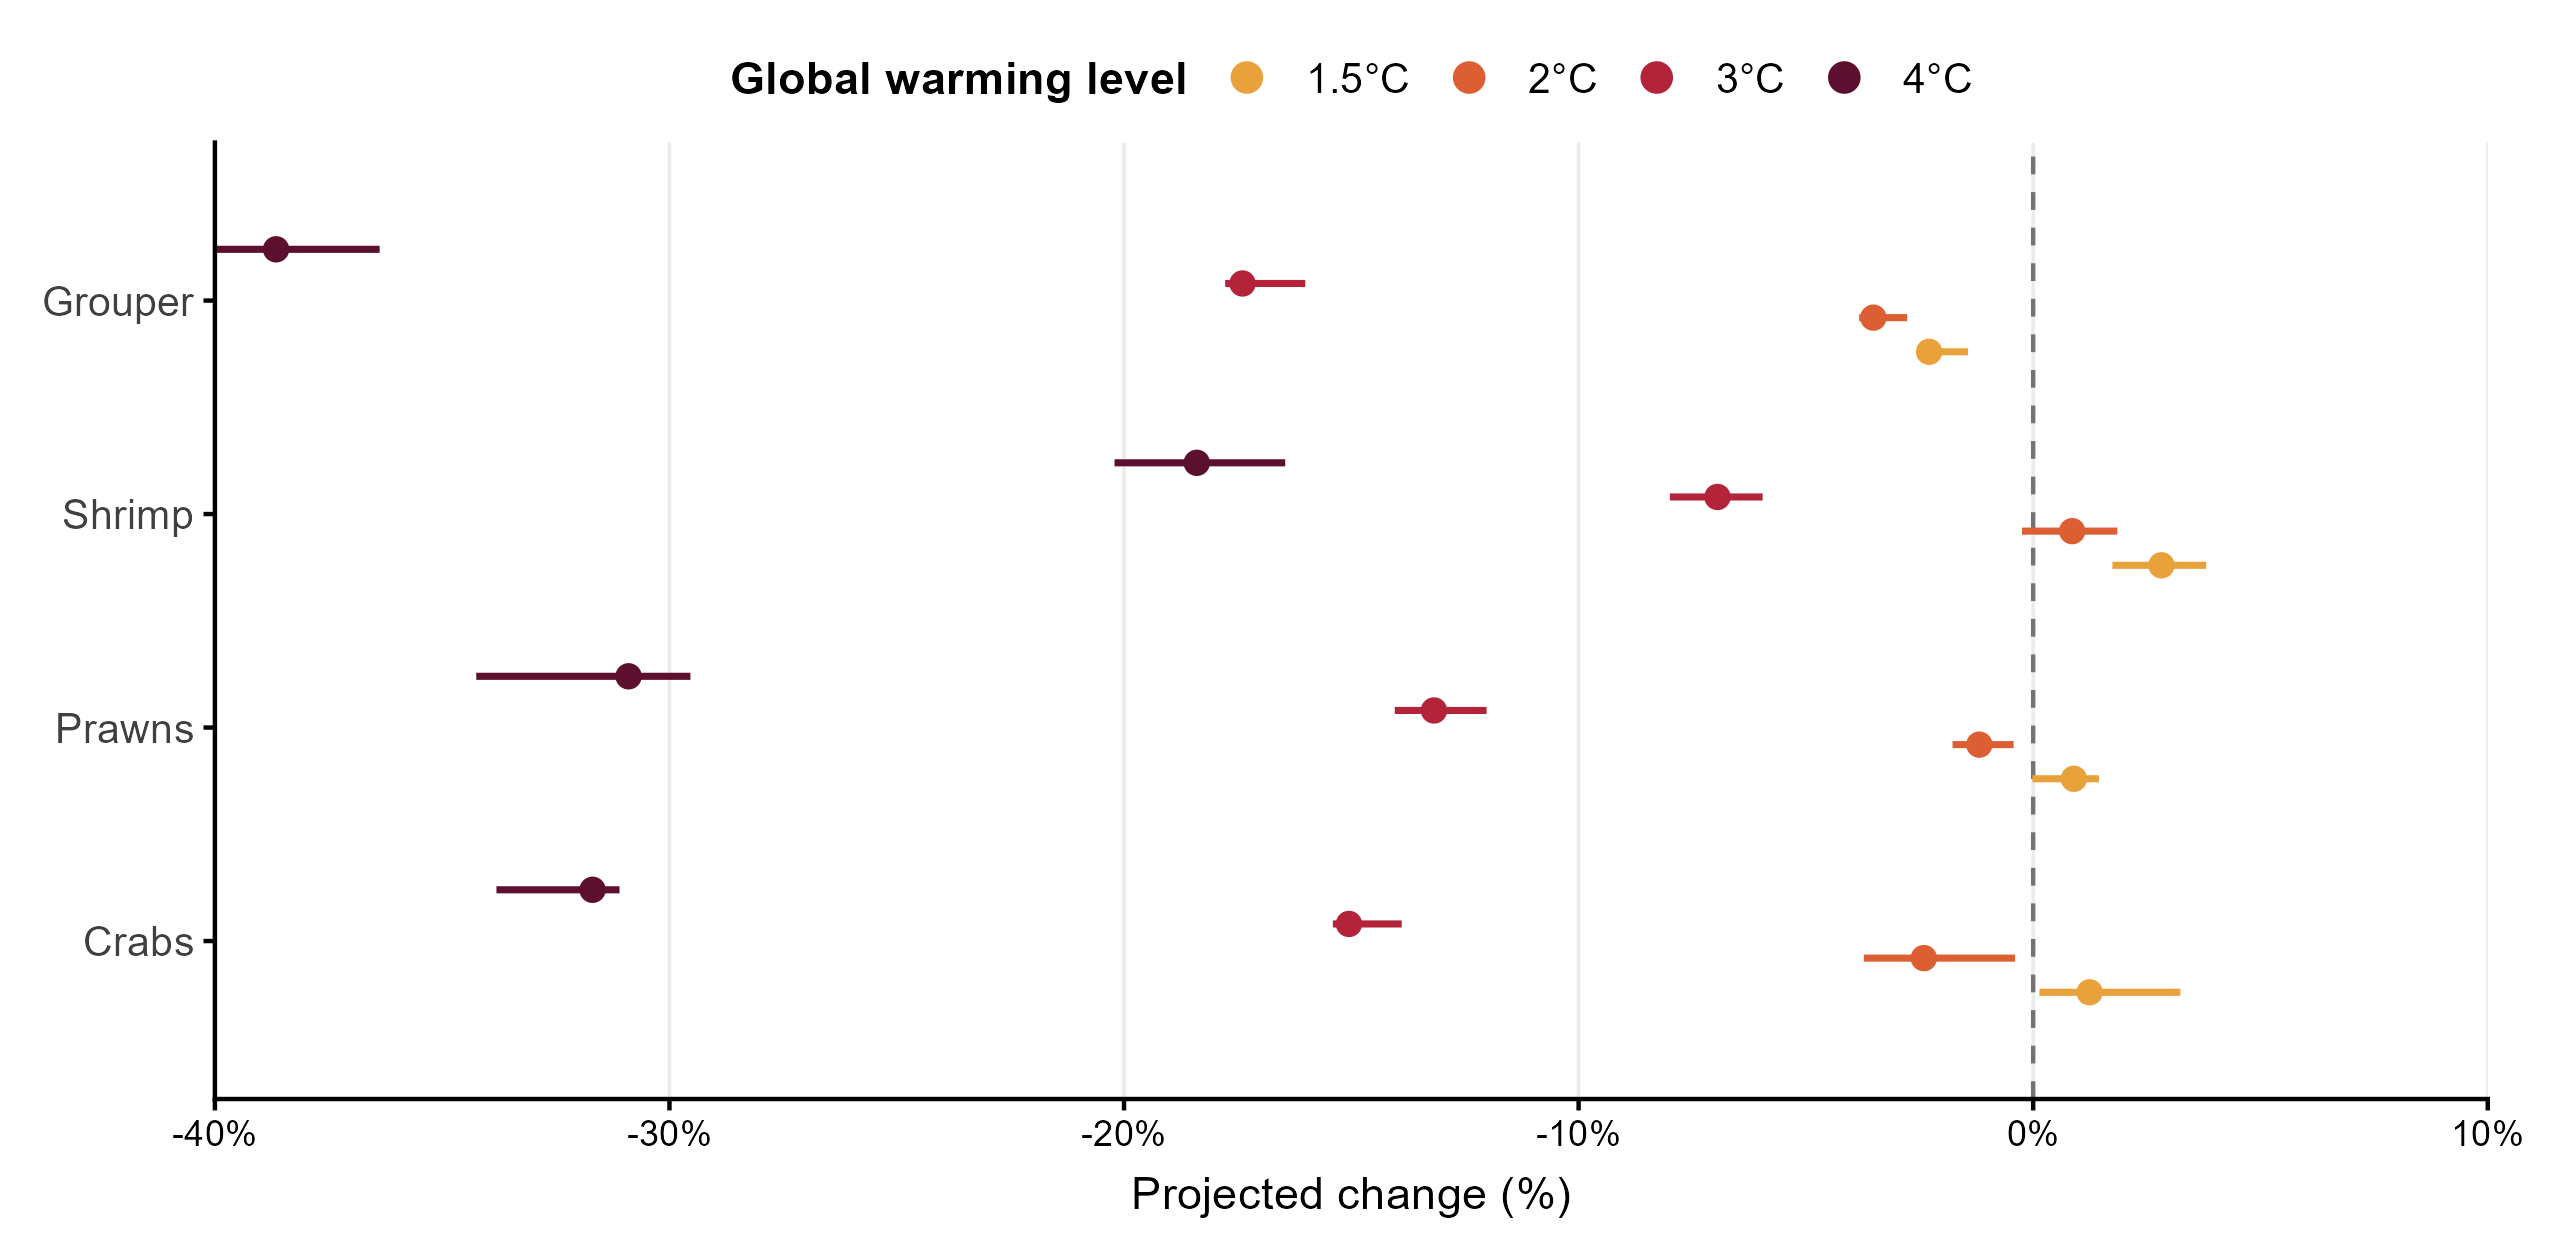 Global warming level 1.5°C 2°C 3°C 4°C
Grouper
Shrimp
Prawns
Crabs
-40% -30% -20% -10% 0% 10%
Projected change (%)